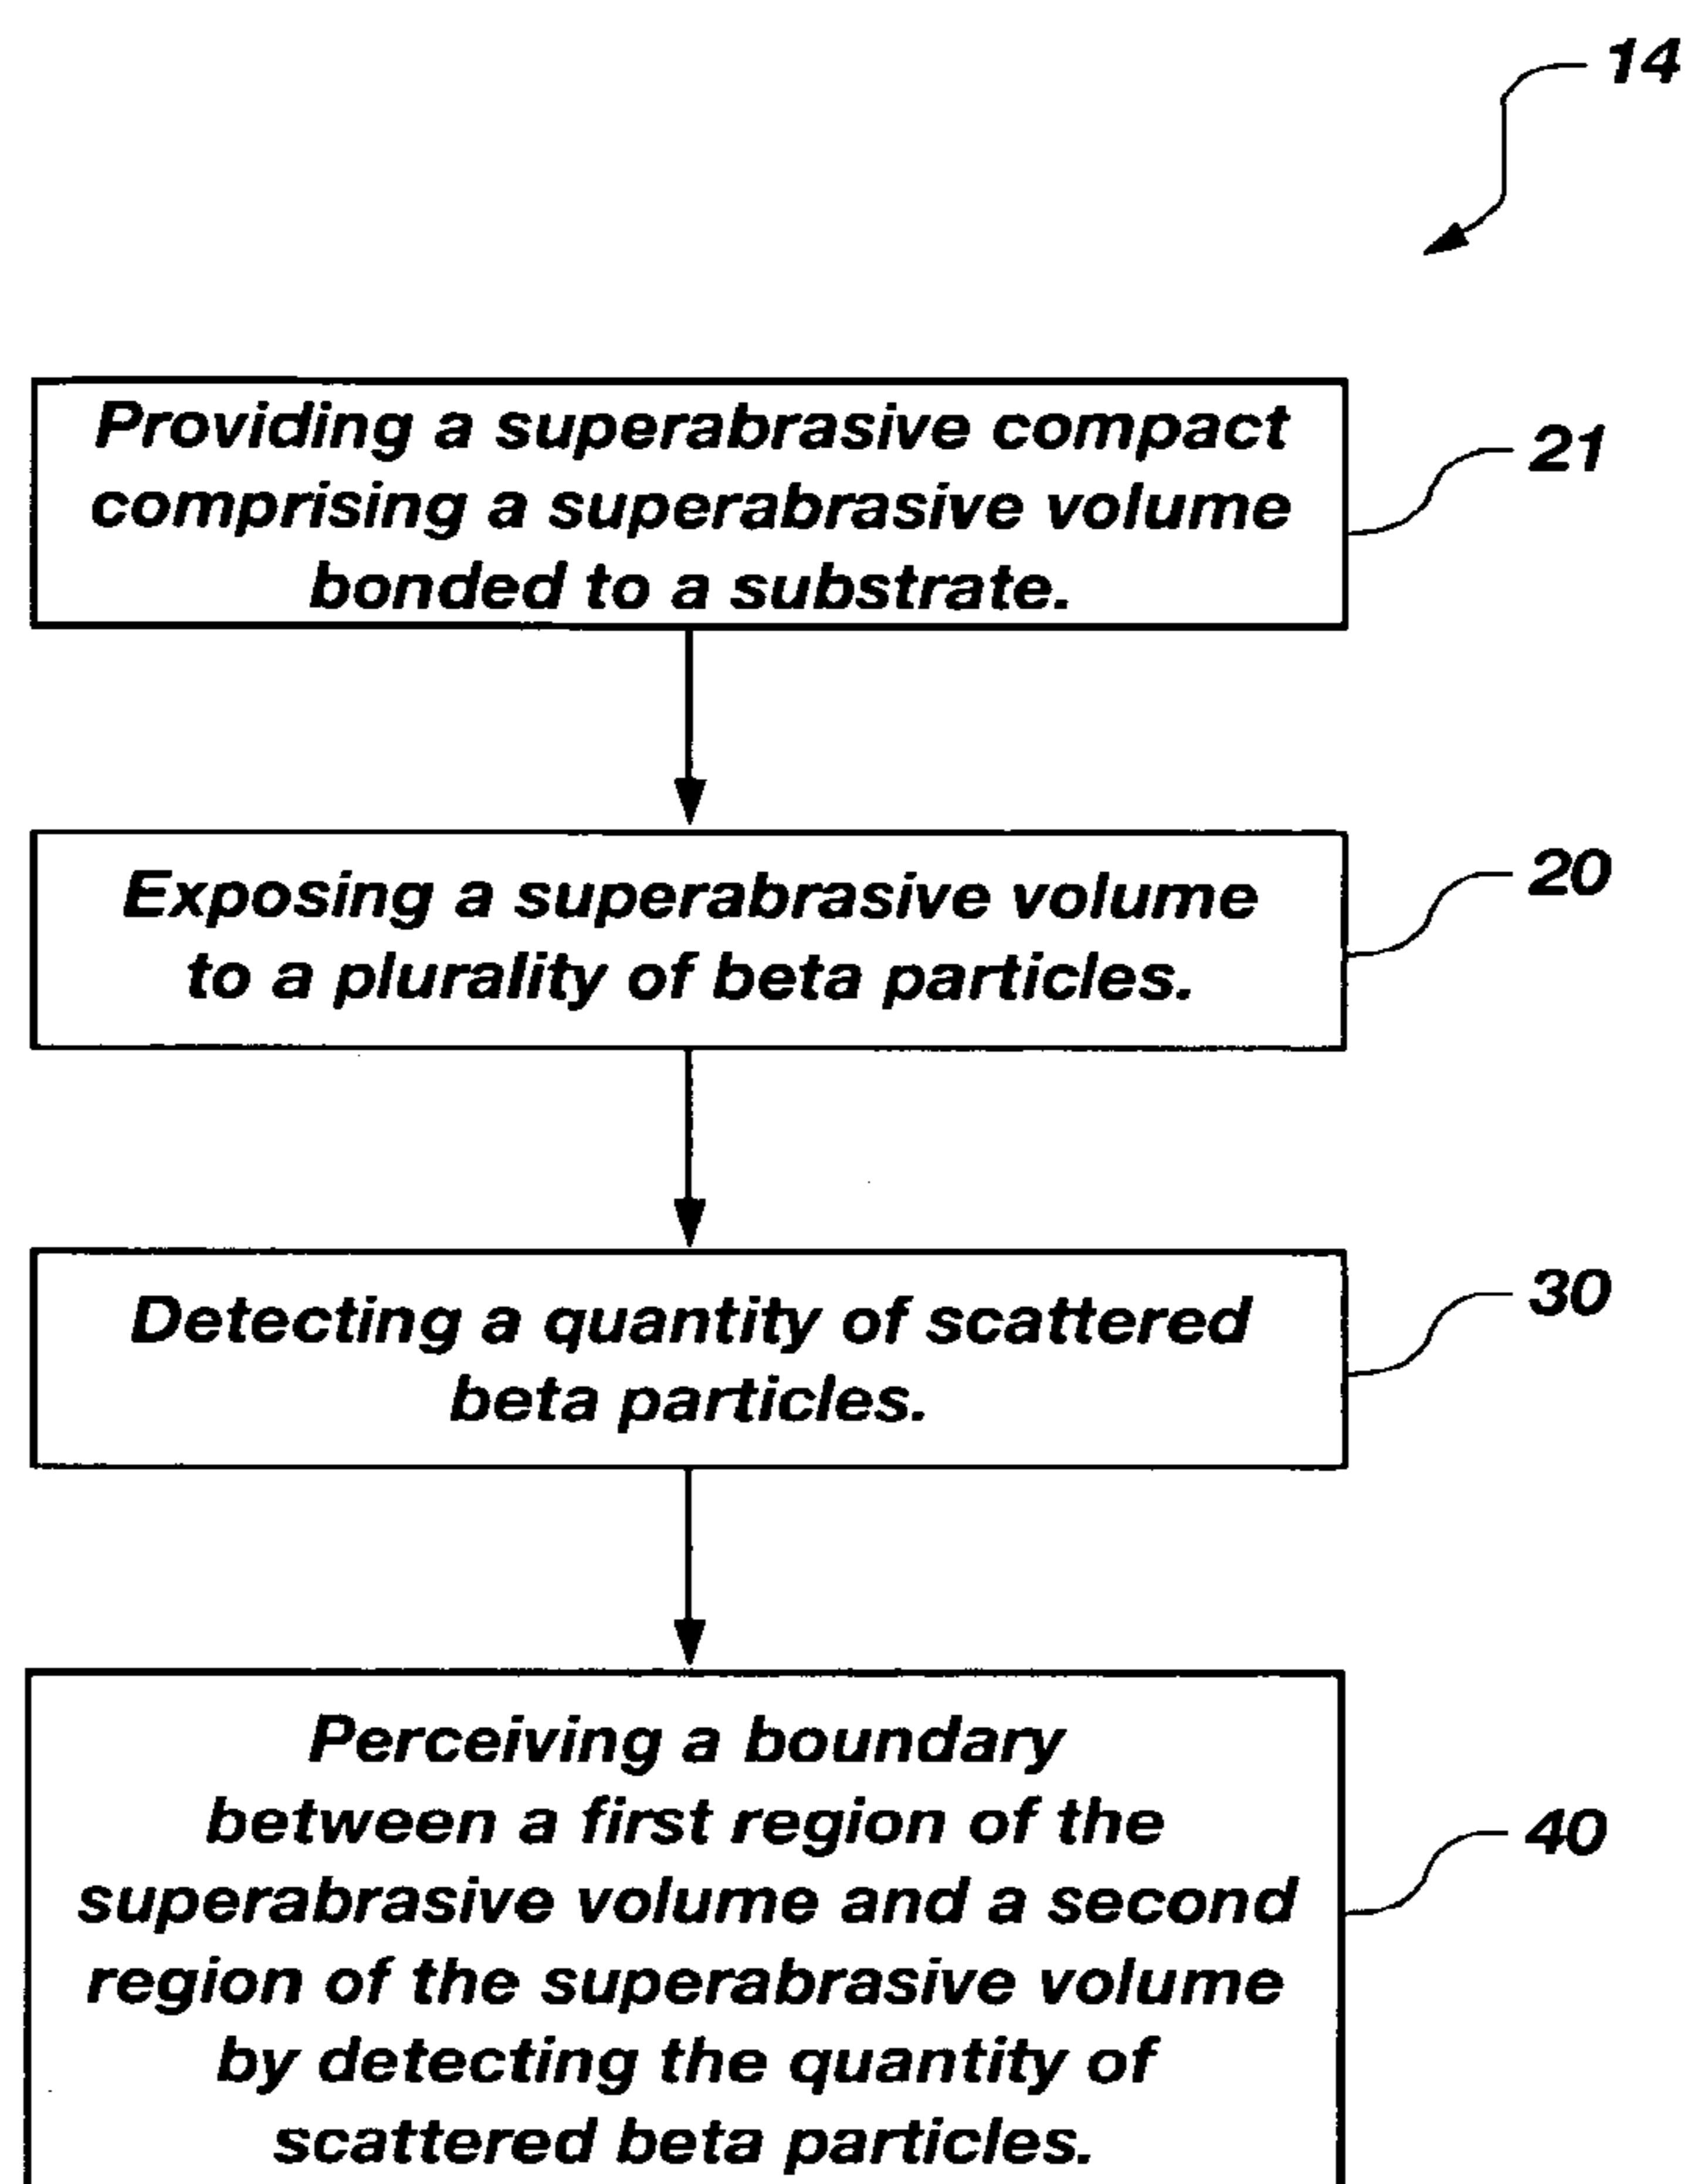 14
Providing a superabrasive compact
comprising a superabrasive volume
bonded to a substrate.
21
Exposing a superabrasive volume
to a plurality of beta particles.
20
Detecting a quantity of scattered
beta particles.
30
Perceiving a boundary
between a first region of the
superabrasive volume and a second
region of the superabrasive volume
by detecting the quantity of
scattered beta particles.
40